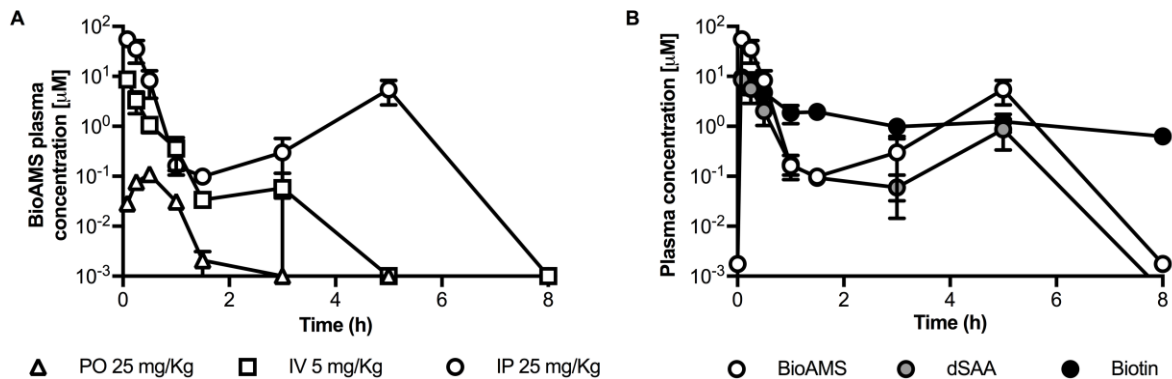 A
BioAMS plasma
concentration [μM]
10²
10¹
10⁰
10⁻¹
10⁻²
10⁻³
0 2 4 6 8
Time (h)
PO 25 mg/Kg IV 5 mg/Kg IP 25 mg/Kg
B
Plasma concentration [μM]
10²
10¹
10⁰
10⁻¹
10⁻²
10⁻³
0 2 4 6 8
Time (h)
BioAMS dSAA Biotin